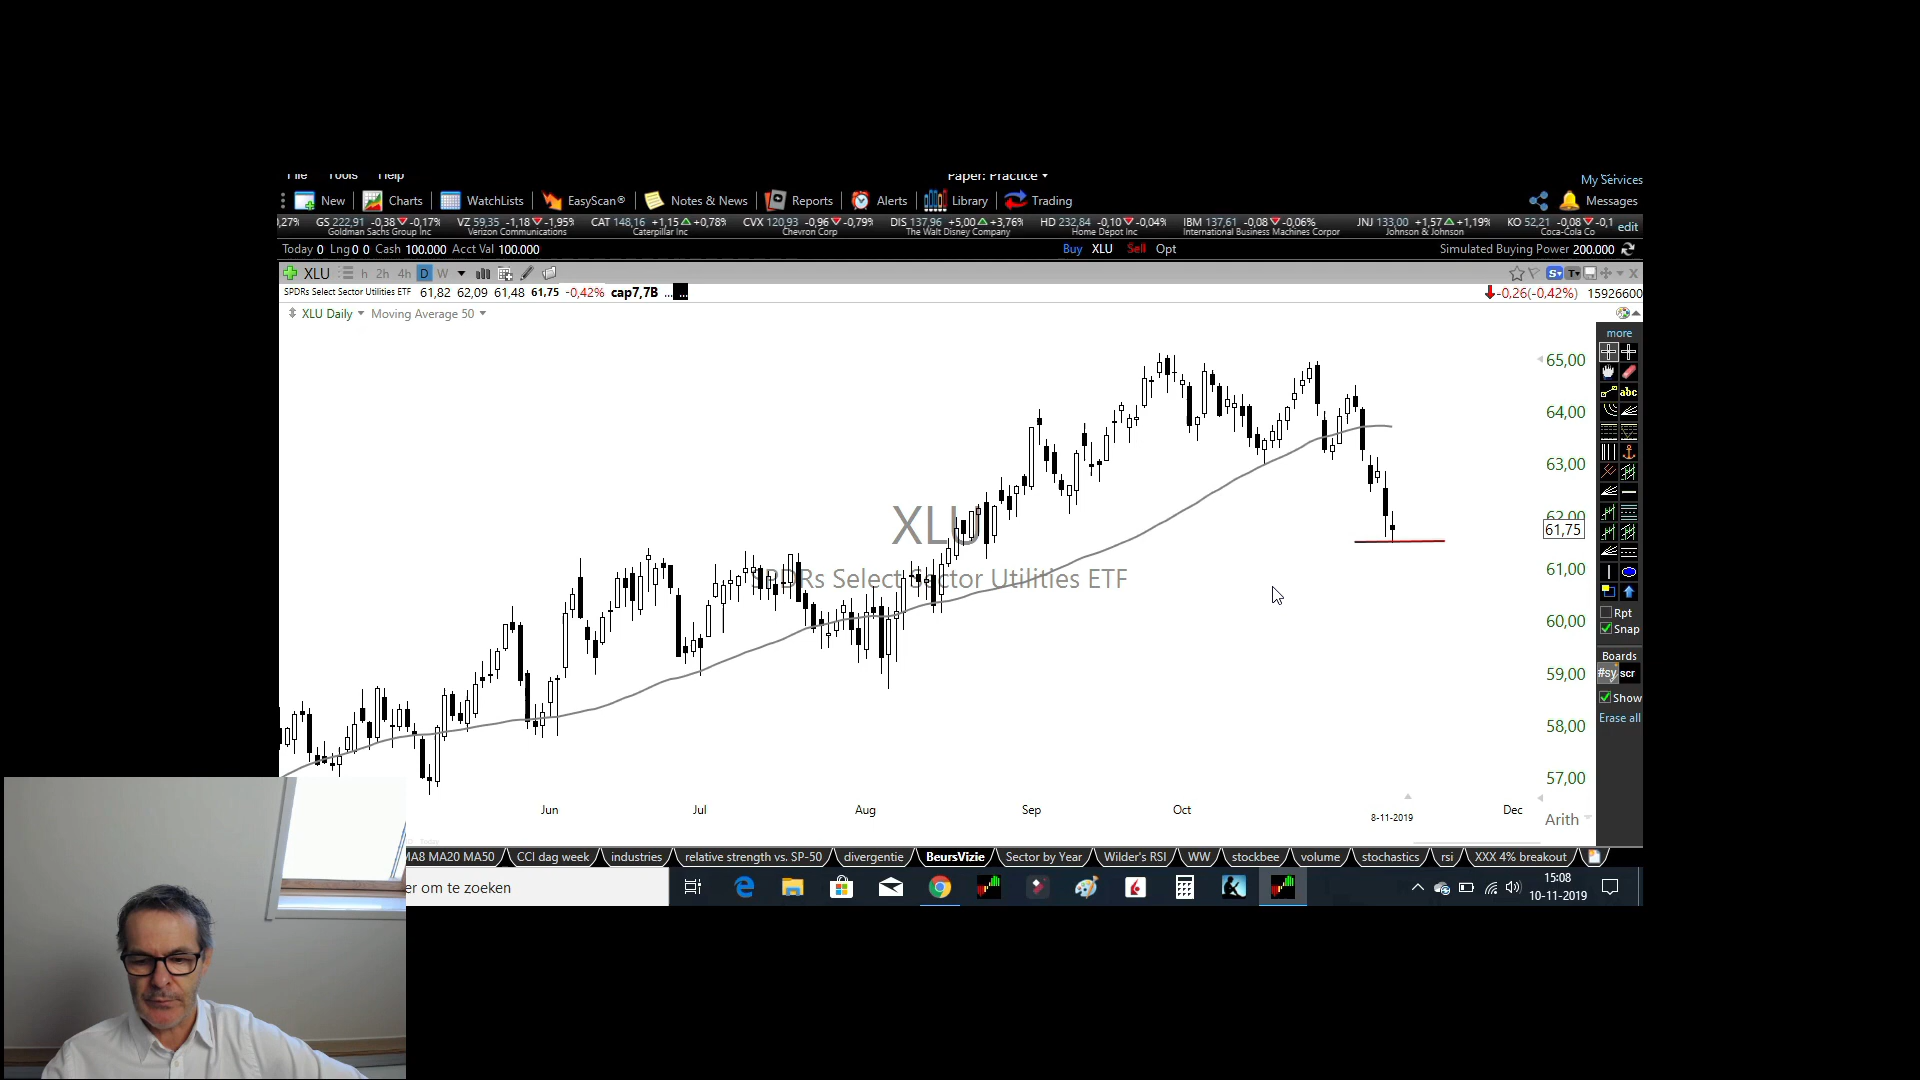 File Tools Help Paper: Practice My Services
New Charts WatchLists EasyScan® Notes & News Reports Alerts Library Trading Messages
,27% GS 222,91 -0,38 -0,17% VZ 59,35 -1,18 -1,95% CAT 148,16 +1,15 +0,78% CVX 120,93 -0,96 -0,79% DIS 137,96 +5,00 +3,76% HD 232,84 -0,10 -0,04% IBM 137,61 -0,08 -0,06% JNJ 133,00 +1,57 +1,19% KO 52,21 -0,08 -0,1 edit
Goldman Sachs Group Inc Verizon Communications Caterpillar Inc Chevron Corp The Walt Disney Company Home Depot Inc International Business Machines Corpor Johnson & Johnson Coca-Cola Co
Today 0 Lng 0 0 Cash 100.000 Acct Val 100.000 Buy XLU Sell Opt Simulated Buying Power 200.000
XLU h 2h 4h D W S T X
SPDRs Select Sector Utilities ETF 61,82 62,09 61,48 61,75 -0,42% cap7,7B ... ... -0,26(-0,42%) 15926600
XLU Daily Moving Average 50
more
65,00
abc
64,00
63,00
62,00
61,75
XLU
61,00
SPDRs Select Sector Utilities ETF
60,00
Rpt
Snap
Boards
59,00
#sy scr
Show
Erase all
58,00
57,00
Jun Jul Aug Sep Oct 8-11-2019 Dec
Arith
MA8 MA20 MA50 CCI dag week industries relative strength vs. SP-50 divergentie BeursVizie Sector by Year Wilder's RSI WW stockbee volume stochastics rsi XXX 4% breakout
er om te zoeken
15:08
10-11-2019